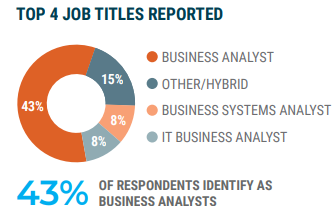 TOP 4 JOB TITLES REPORTED
15%
43%
8%
8%
BUSINESS ANALYST
OTHER/HYBRID
BUSINESS SYSTEMS ANALYST
IT BUSINESS ANALYST
43% OF RESPONDENTS IDENTIFY AS
BUSINESS ANALYSTS